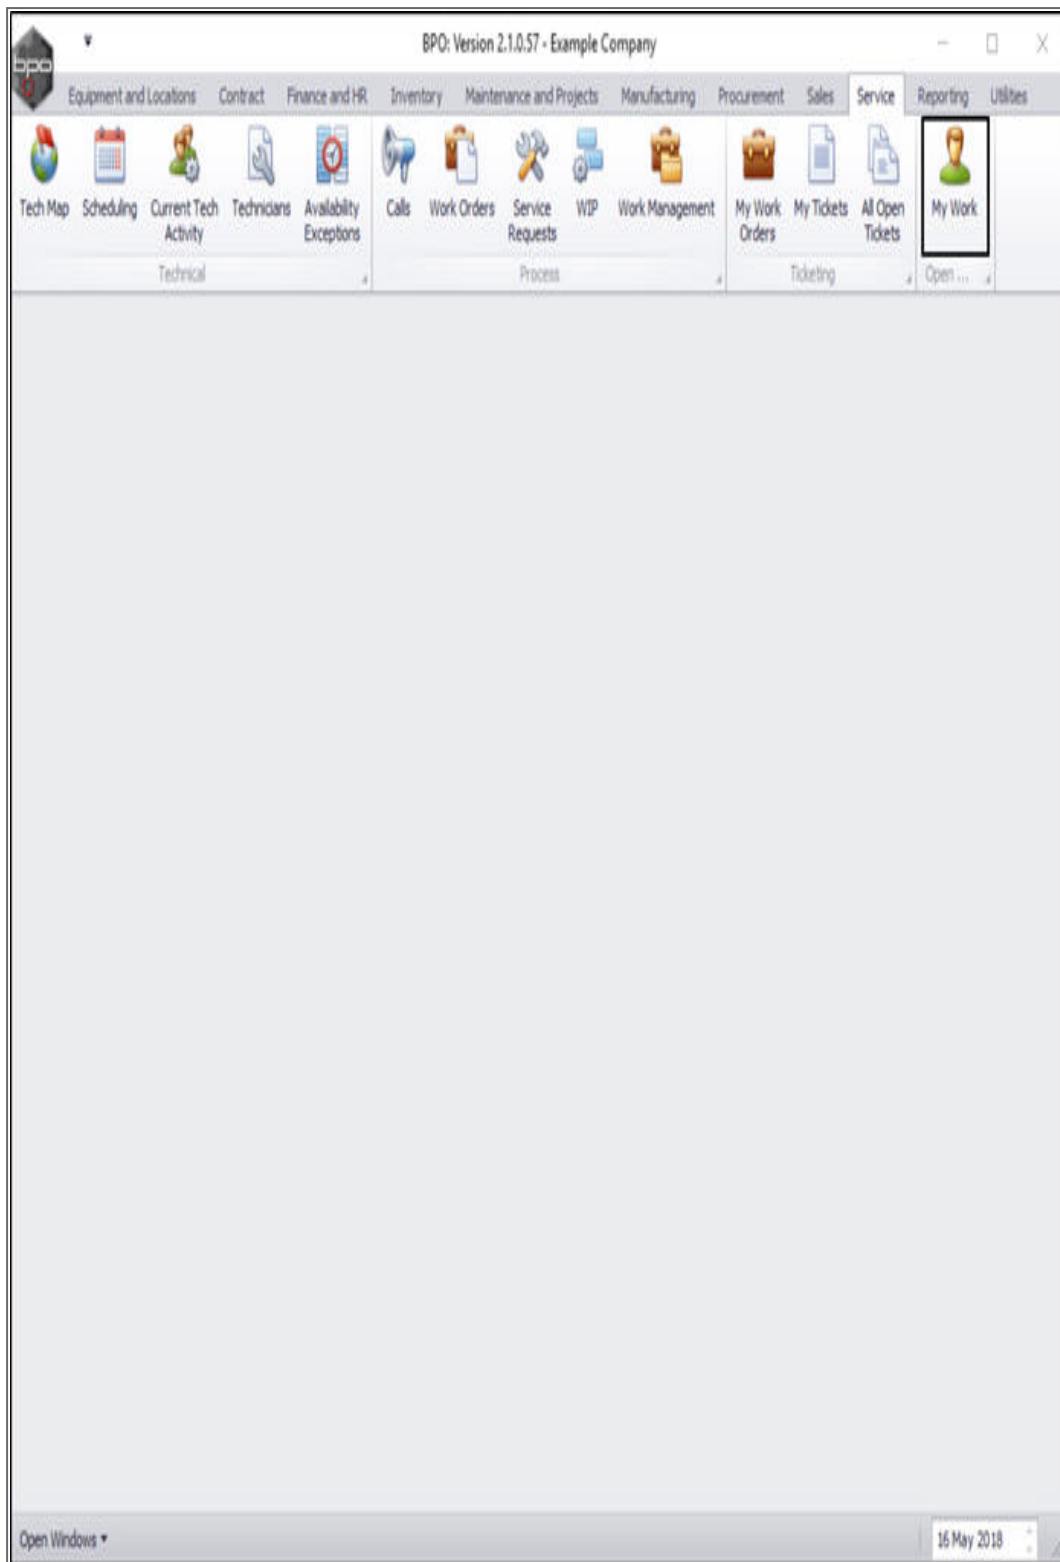 BPO: Version 2.1.0.57 - Example Company
bpo
Equipment and Locations Contract Finance and HR Inventory Maintenance and Projects Manufacturing Procurement Sales Service Reporting Utilities
Tech Map Scheduling Current Tech Activity Technicians Availability Exceptions Calls Work Orders Service Requests WIP Work Management My Work Orders My Tickets All Open Tickets My Work
Technical Process Ticketing Open ...
Open Windows 16 May 2018